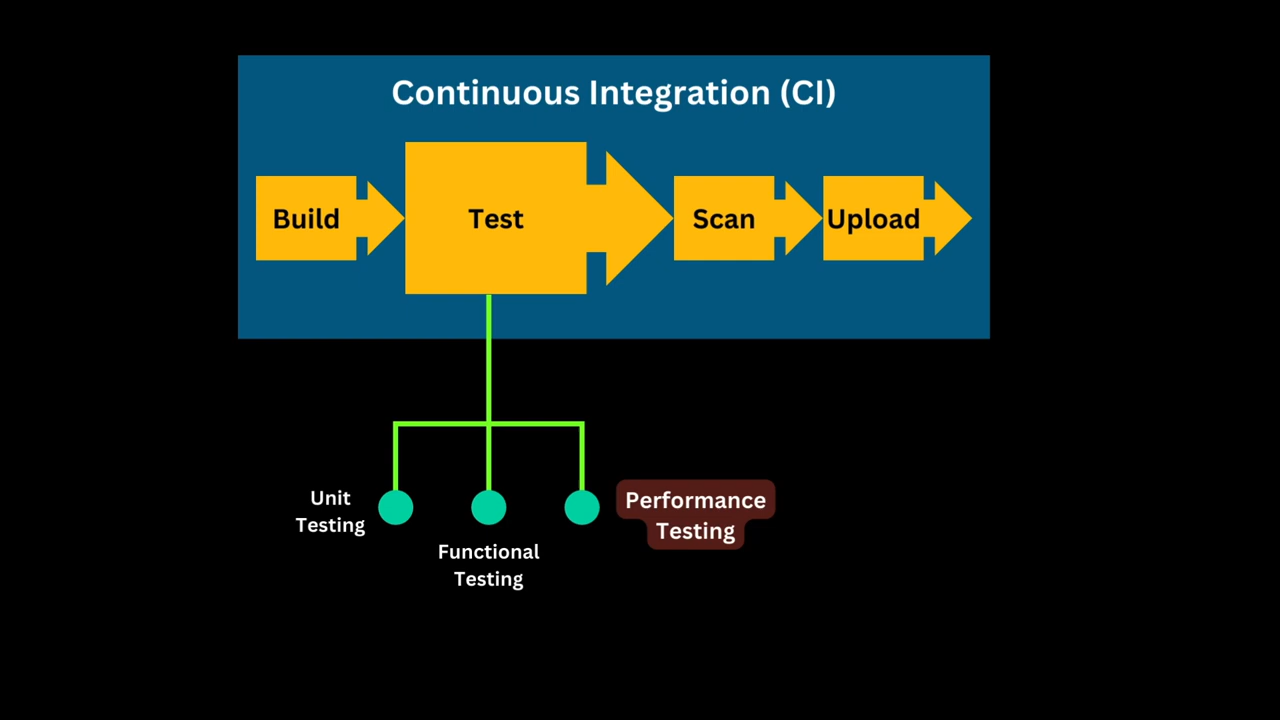 Continuous Integration (CI)
Build
Test
Scan
Upload
Unit
Testing
Functional
Testing
Performance
Testing